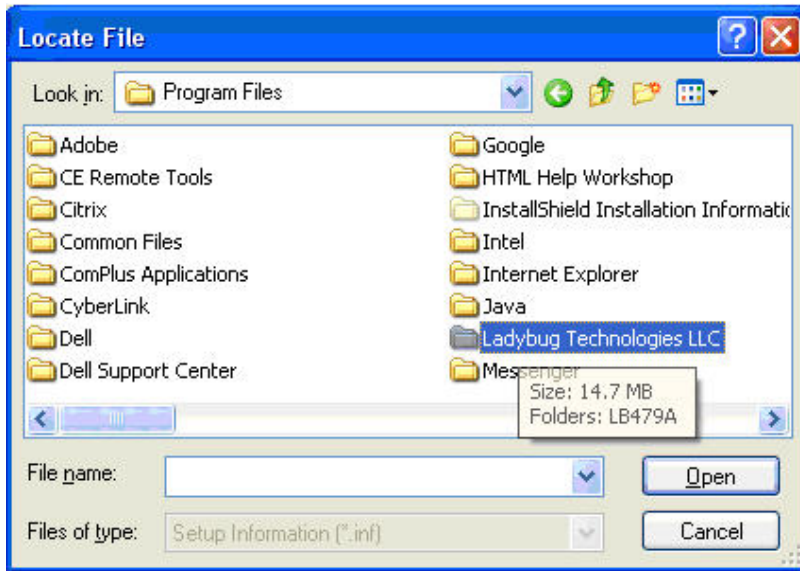 Locate File
Look in: Program Files
Adobe
CE Remote Tools
Citrix
Common Files
ComPlus Applications
CyberLink
Dell
Dell Support Center
Google
HTML Help Workshop
InstallShield Installation Informatic
Intel
Internet Explorer
Java
Ladybug Technologies LLC
Messenger
Size: 14.7 MB
Folders: LB479A
File name:
Open
Files of type: Setup Information (*.inf)
Cancel